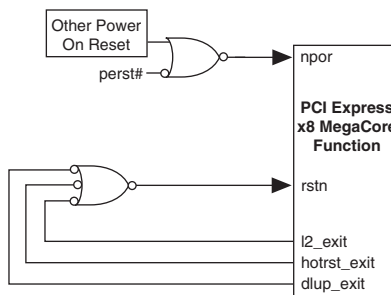 Other Power
On Reset
perst#
npor
PCI Express
x8 MegaCore
Function
rstn
l2_exit
hotrst_exit
dlup_exit